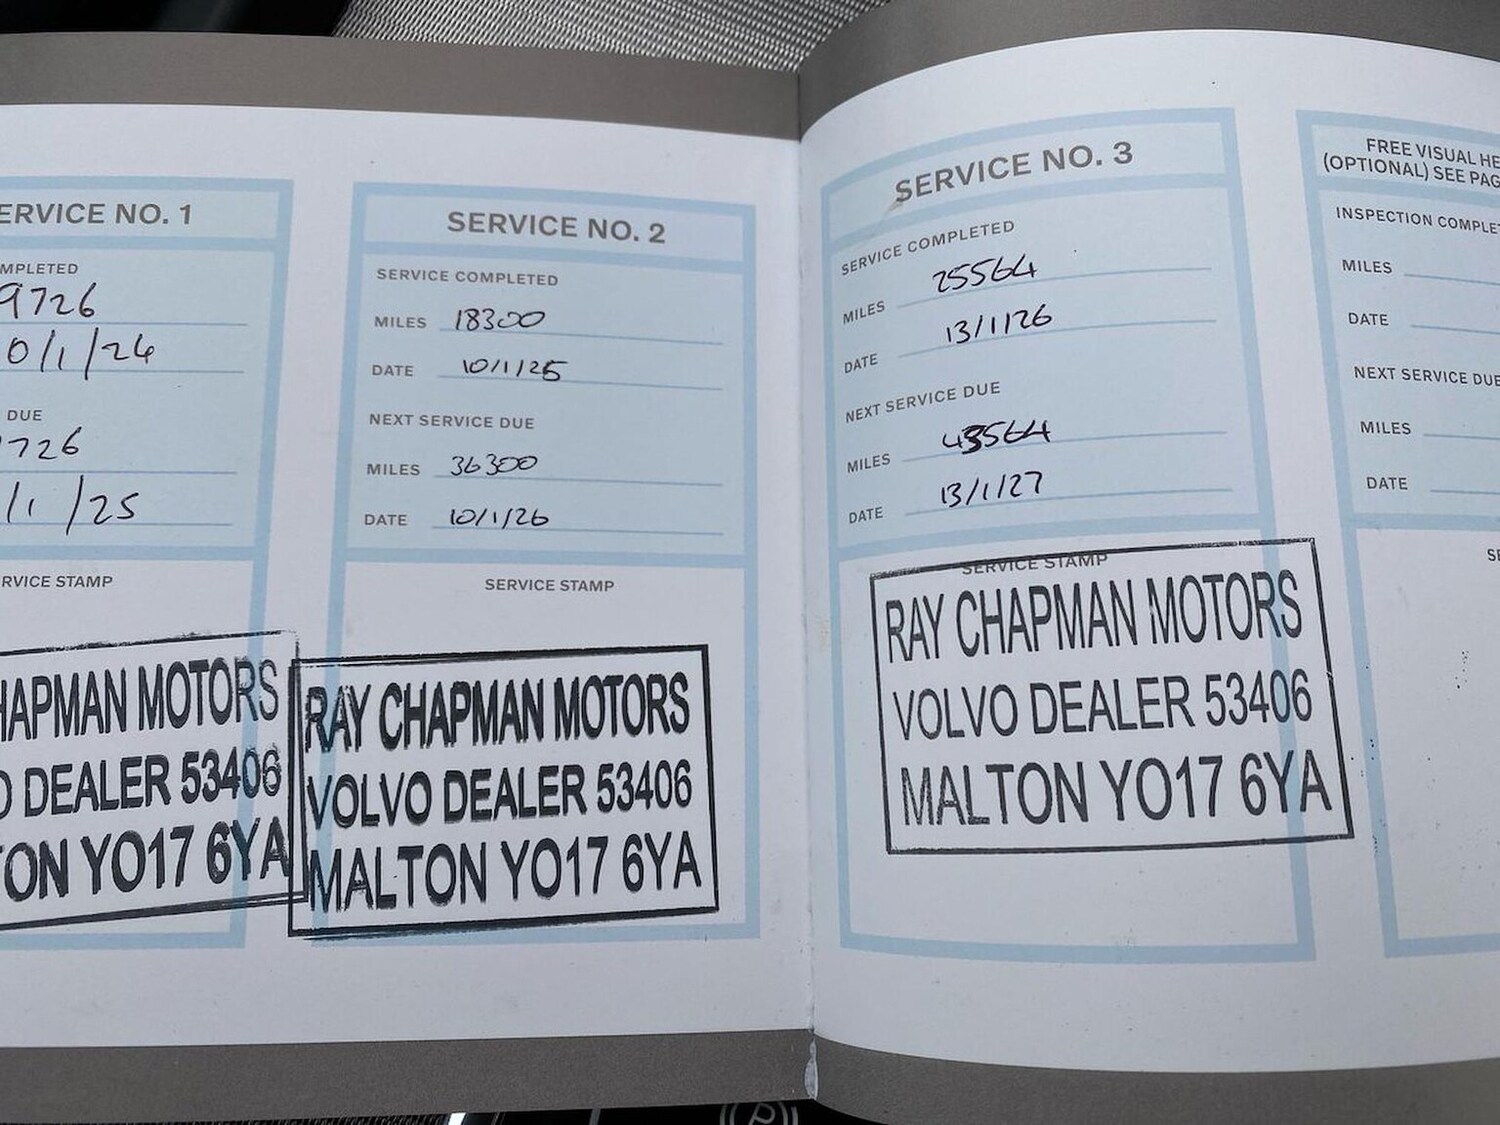 ERVICE NO. 1
MPLETED
9726
0/1/24
DUE
7726
/1/25
RVICE STAMP
HAPMAN MOTORS
O DEALER 53406
TON YO17 6YA
SERVICE NO. 2
SERVICE COMPLETED
MILES 18300
DATE 10/1/25
NEXT SERVICE DUE
MILES 36300
DATE 10/1/26
SERVICE STAMP
RAY CHAPMAN MOTORS
VOLVO DEALER 53406
MALTON YO17 6YA
SERVICE NO. 3
SERVICE COMPLETED
MILES 25564
DATE 13/1/26
NEXT SERVICE DUE
MILES 43564
DATE 13/1/27
SERVICE STAMP
RAY CHAPMAN MOTORS
VOLVO DEALER 53406
MALTON YO17 6YA
FREE VISUAL HE
(OPTIONAL) SEE PAG
INSPECTION COMPLET
MILES
DATE
NEXT SERVICE DUE
MILES
DATE
SE
P